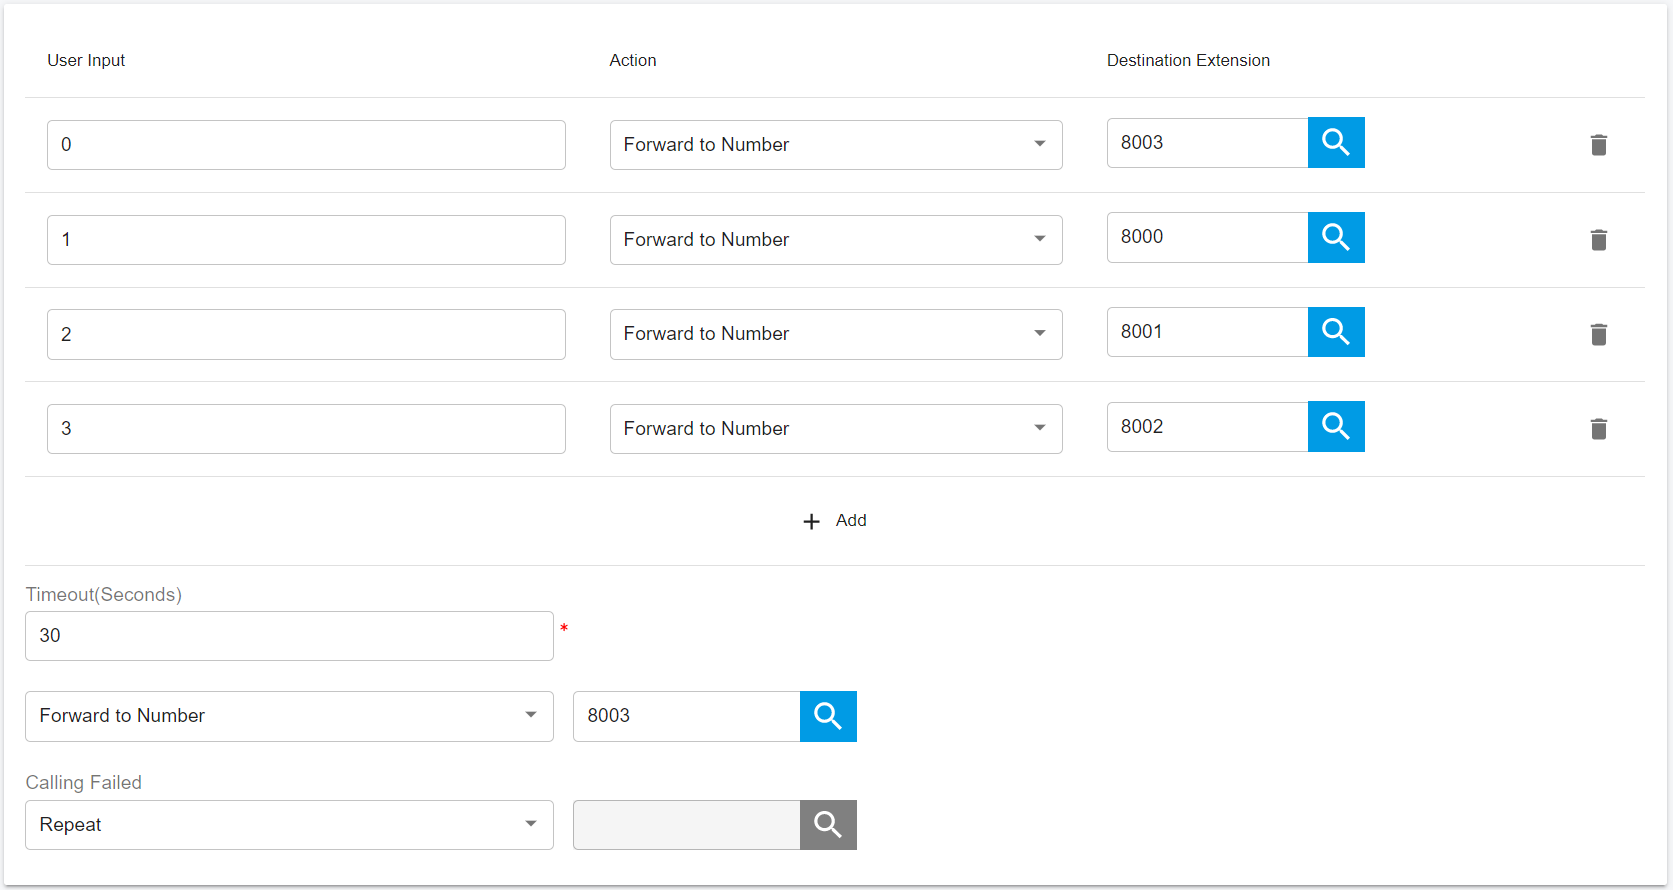 User Input Action Destination Extension
0 Forward to Number 8003
1 Forward to Number 8000
2 Forward to Number 8001
3 Forward to Number 8002
+ Add
Timeout(Seconds)
30 *
Forward to Number 8003
Calling Failed
Repeat